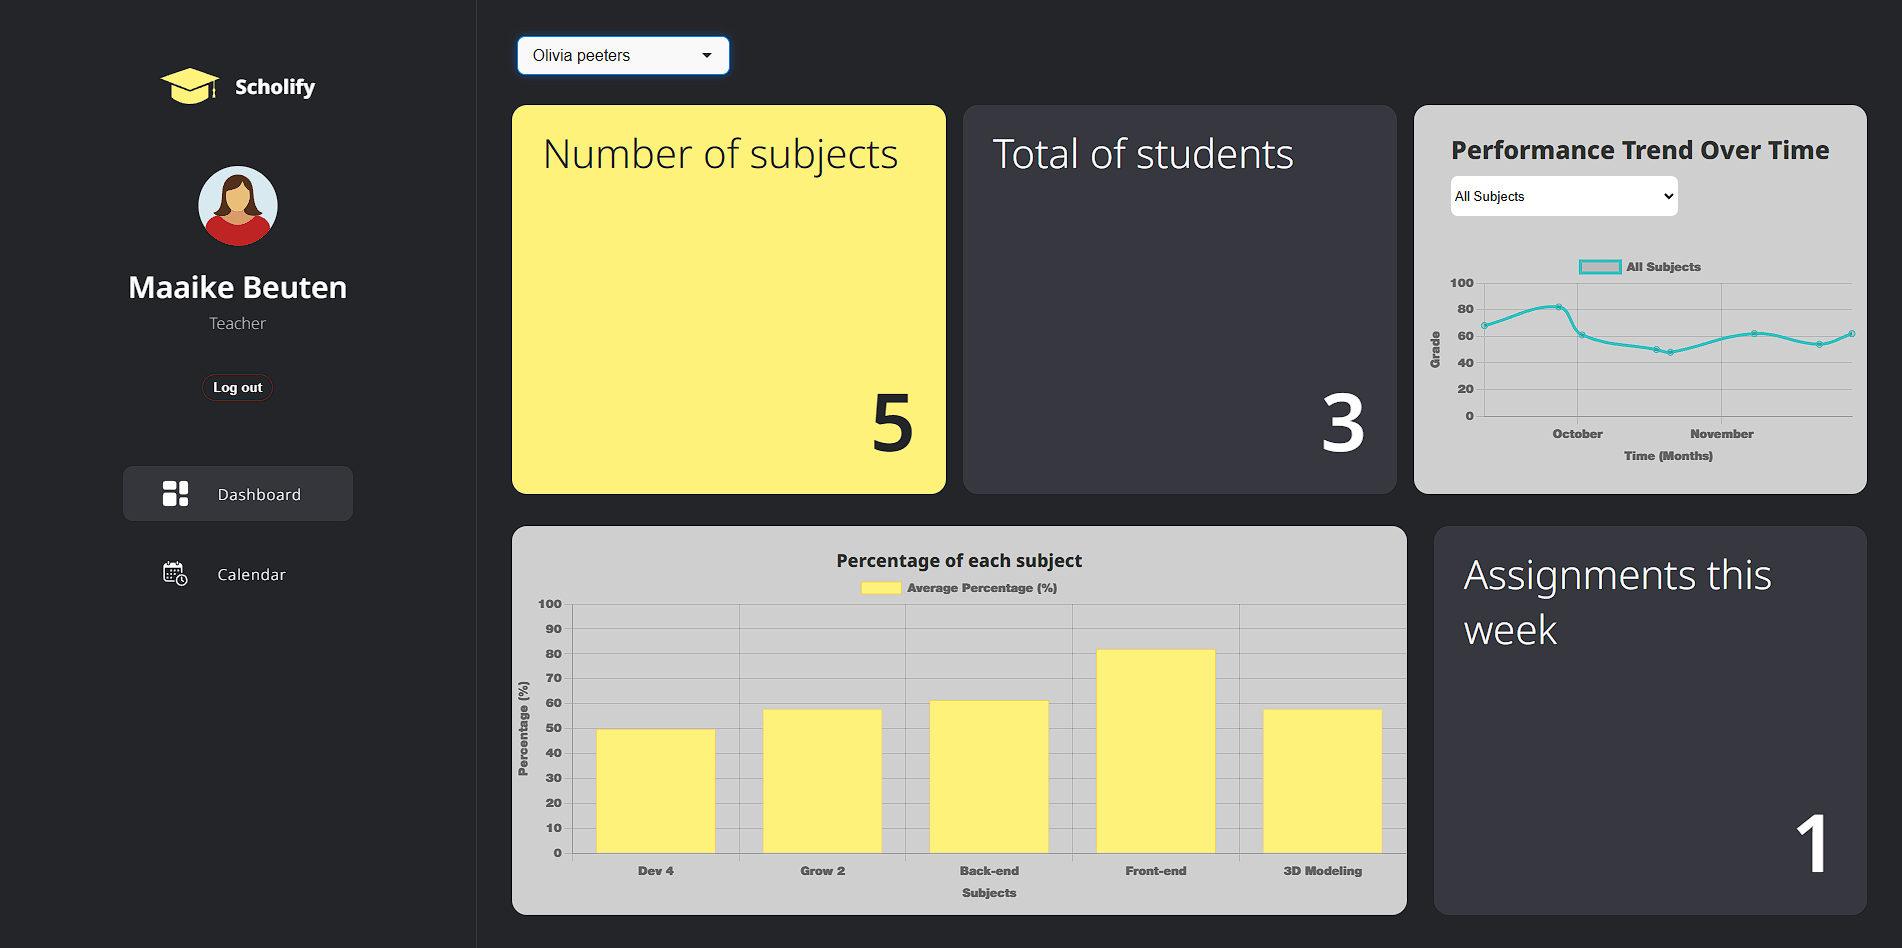 Scholify
Maaike Beuten
Teacher
Log out
Dashboard
Calendar
Olivia peeters
Number of subjects
5
Total of students
3
Performance Trend Over Time
All Subjects
All Subjects
100
80
60
40
20
0
Grade
October November
Time (Months)
Percentage of each subject
Average Percentage (%)
100
90
80
70
60
50
40
30
20
10
0
Percentage (%)
Dev 4 Grow 2 Back-end Front-end 3D Modeling
Subjects
Assignments this
week
1